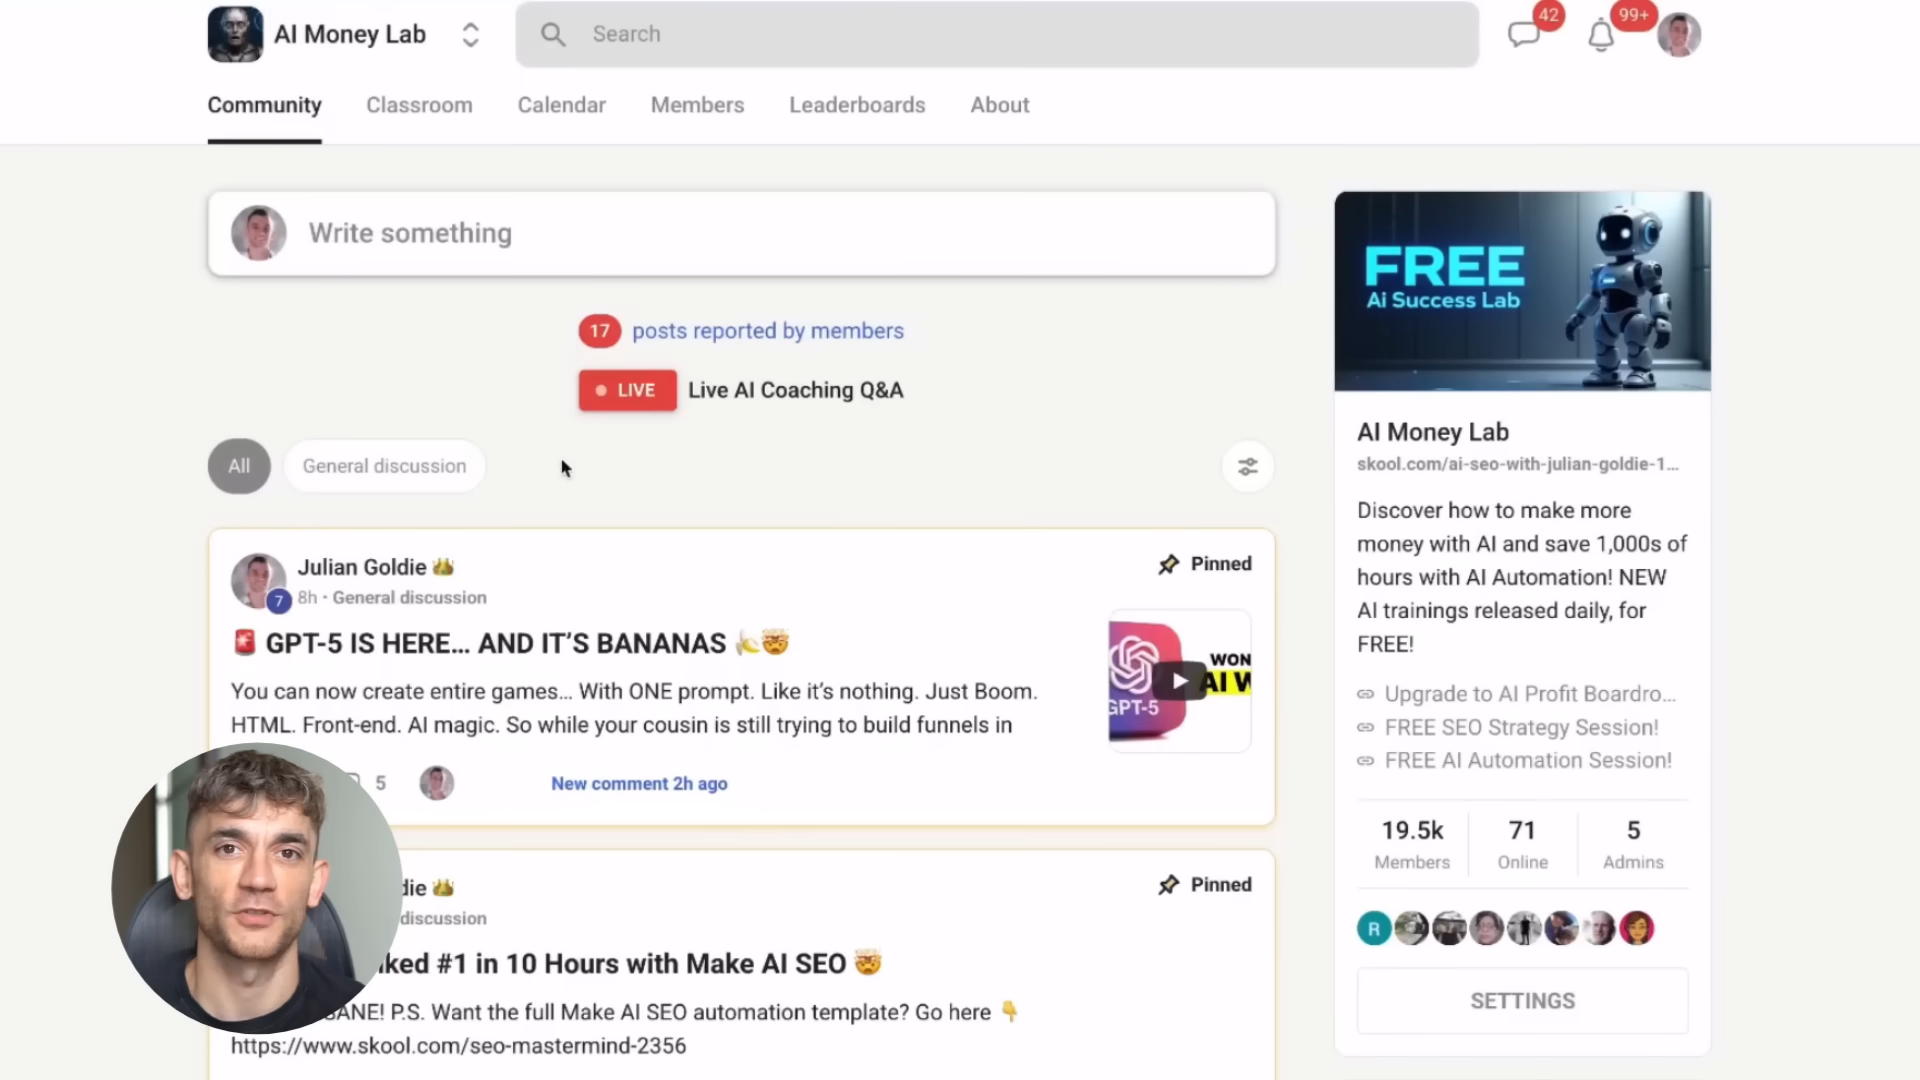 AI Money Lab
Search
42
99+
Community
Classroom
Calendar
Members
Leaderboards
About
Write something
17 posts reported by members
LIVE Live AI Coaching Q&A
All
General discussion
Julian Goldie
7
8h · General discussion
Pinned
GPT-5 IS HERE... AND IT'S BANANAS
You can now create entire games... With ONE prompt. Like it's nothing. Just Boom.
HTML. Front-end. AI magic. So while your cousin is still trying to build funnels in
GPT-5
WON
AI W
5
New comment 2h ago
die
discussion
Pinned
ked #1 in 10 Hours with Make AI SEO
SANE! P.S. Want the full Make AI SEO automation template? Go here
https://www.skool.com/seo-mastermind-2356
FREE
Ai Success Lab
AI Money Lab
skool.com/ai-seo-with-julian-goldie-1...
Discover how to make more
money with AI and save 1,000s of
hours with AI Automation! NEW
AI trainings released daily, for
FREE!
Upgrade to AI Profit Boardro...
FREE SEO Strategy Session!
FREE AI Automation Session!
19.5k
Members
71
Online
5
Admins
R
SETTINGS